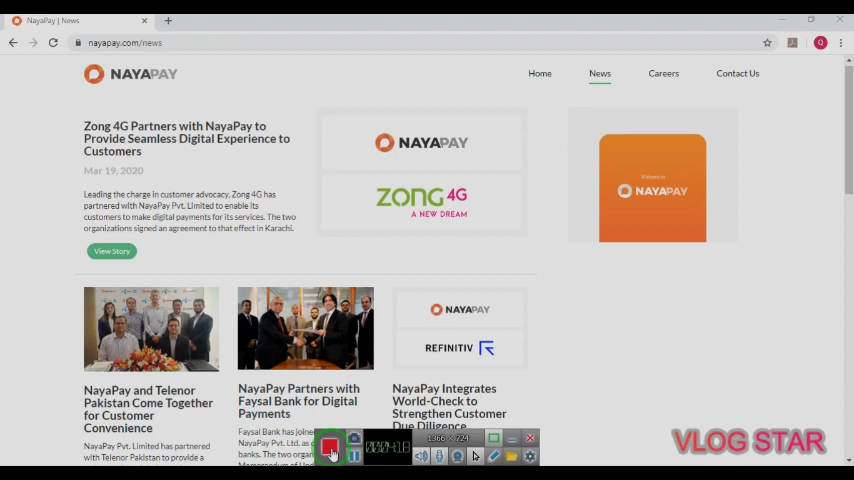 NayaPay | News
nayapay.com/news
Q
NAYAPAY
Home
News
Careers
Contact Us
Zong 4G Partners with NayaPay to
Provide Seamless Digital Experience to
Customers
Mar 19, 2020
Leading the charge in customer advocacy, Zong 4G has
partnered with NayaPay Pvt. Limited to enable its
customers to make digital payments for its services. The two
organizations signed an agreement to that effect in Karachi.
View Story
NAYAPAY
ZONG 4G
A NEW DREAM
Welcome to
NAYAPAY
NayaPay and Telenor
Pakistan Come Together
for Customer
Convenience
NayaPay Pvt. Limited has partnered
with Telenor Pakistan to provide a
NayaPay Partners with
Faysal Bank for Digital
Payments
Faysal Bank has joined
NayaPay Pvt. Ltd. as
banks. The two
NAYAPAY
REFINITIV
NayaPay Integrates
World-Check to
Strengthen Customer
Due Diligence
1366 × 724
VLOG STAR